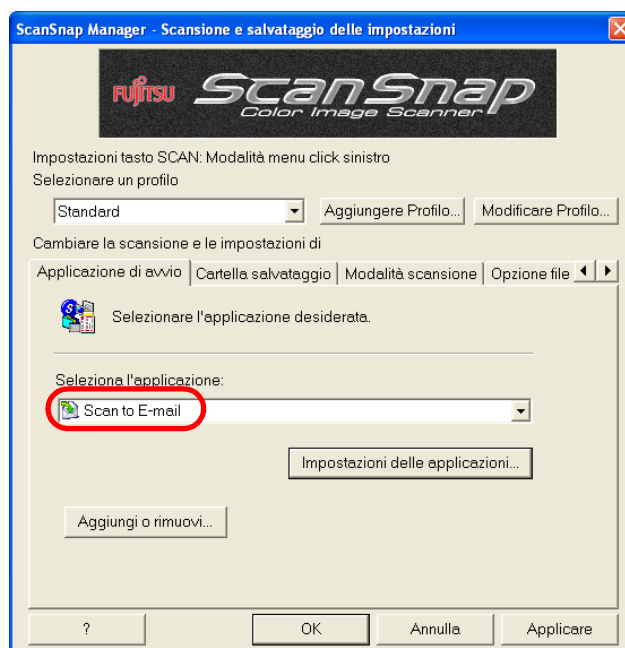 ScanSnap Manager - Scansione e salvataggio delle impostazioni
FUJITSU ScanSnap
Color Image Scanner
Impostazioni tasto SCAN: Modalità menu click sinistro
Selezionare un profilo
Standard Aggiungere Profilo... Modificare Profilo...
Cambiare la scansione e le impostazioni di
Applicazione di avvio Cartella salvataggio Modalità scansione Opzione file
Selezionare l'applicazione desiderata.
Seleziona l'applicazione:
Scan to E-mail
Impostazioni delle applicazioni...
Aggiungi o rimuovi...
? OK Annulla Applicare